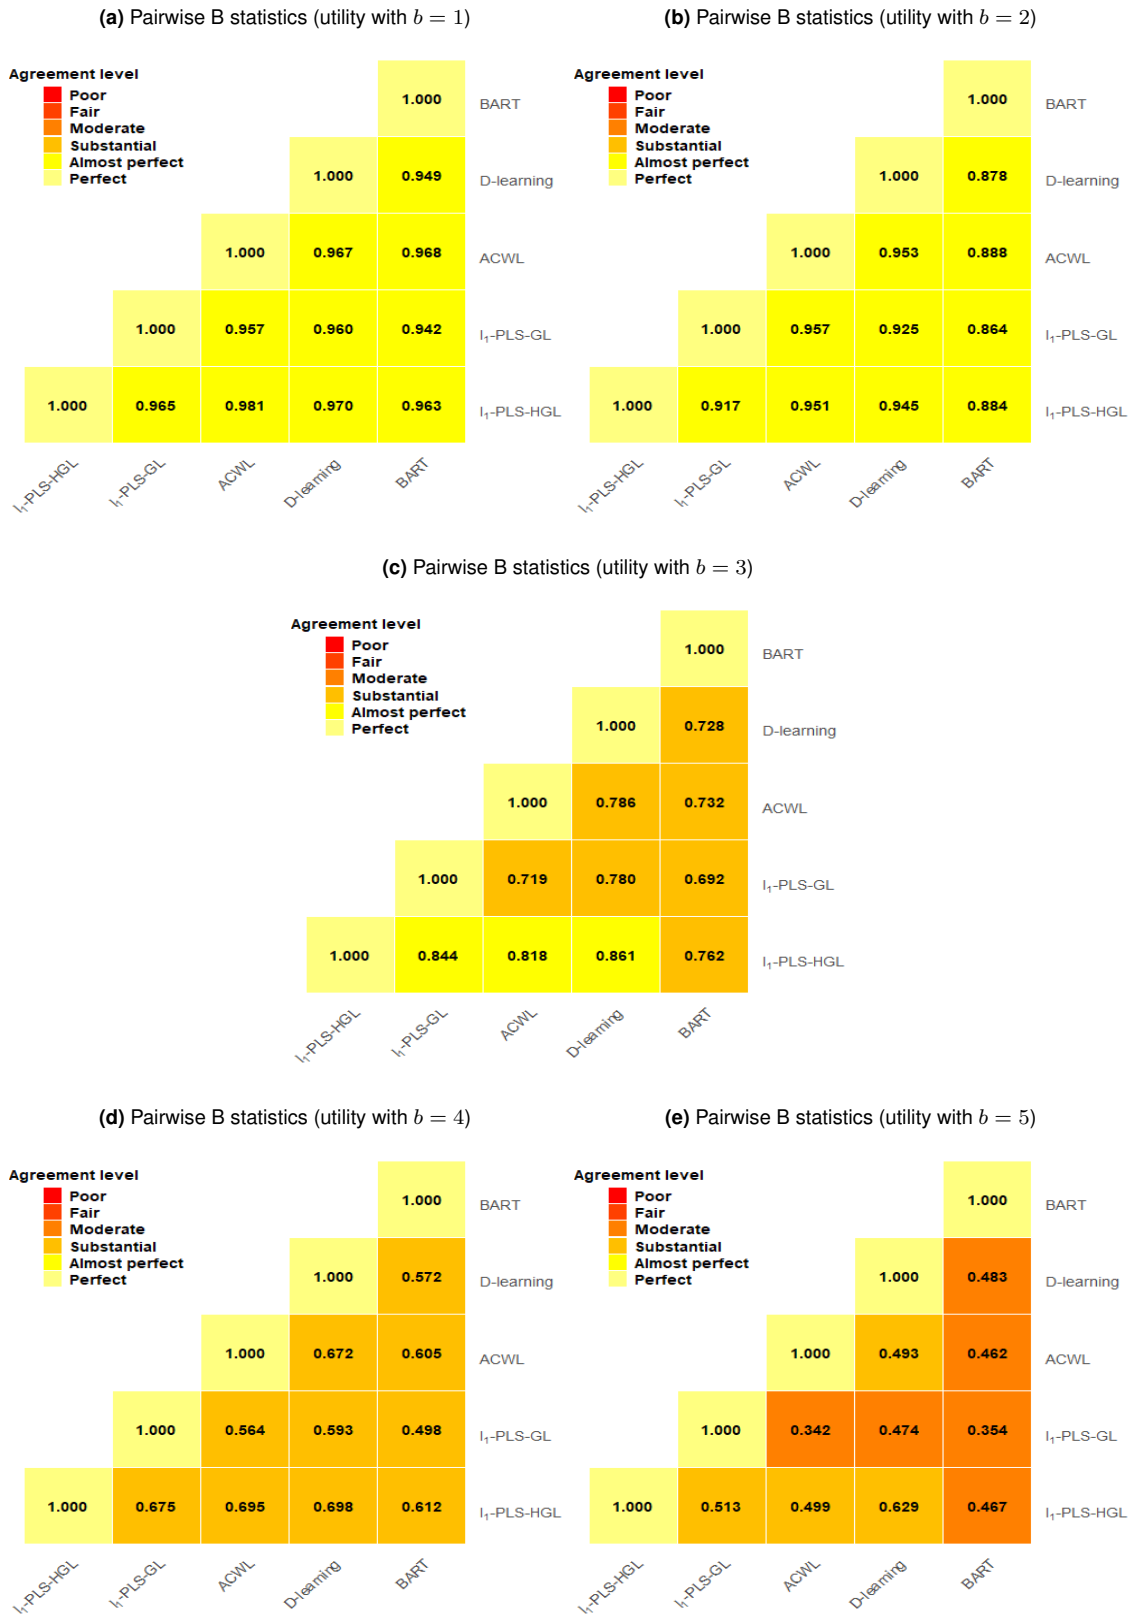 (a) Pairwise B statistics (utility with b = 1)
Agreement level
Poor
Fair
Moderate
Substantial
Almost perfect
Perfect
1.000 BART
1.000 0.949 D-learning
1.000 0.967 0.968 ACWL
1.000 0.957 0.960 0.942 l₁-PLS-GL
1.000 0.965 0.981 0.970 0.963 l₁-PLS-HGL
l₁-PLS-HGL l₁-PLS-GL ACWL D-learning BART
(b) Pairwise B statistics (utility with b = 2)
Agreement level
Poor
Fair
Moderate
Substantial
Almost perfect
Perfect
1.000 BART
1.000 0.878 D-learning
1.000 0.953 0.888 ACWL
1.000 0.957 0.925 0.864 l₁-PLS-GL
1.000 0.917 0.951 0.945 0.884 l₁-PLS-HGL
l₁-PLS-HGL l₁-PLS-GL ACWL D-learning BART
(c) Pairwise B statistics (utility with b = 3)
Agreement level
Poor
Fair
Moderate
Substantial
Almost perfect
Perfect
1.000 BART
1.000 0.728 D-learning
1.000 0.786 0.732 ACWL
1.000 0.719 0.780 0.692 l₁-PLS-GL
1.000 0.844 0.818 0.861 0.762 l₁-PLS-HGL
l₁-PLS-HGL l₁-PLS-GL ACWL D-learning BART
(d) Pairwise B statistics (utility with b = 4)
Agreement level
Poor
Fair
Moderate
Substantial
Almost perfect
Perfect
1.000 BART
1.000 0.572 D-learning
1.000 0.672 0.605 ACWL
1.000 0.564 0.593 0.498 l₁-PLS-GL
1.000 0.675 0.695 0.698 0.612 l₁-PLS-HGL
l₁-PLS-HGL l₁-PLS-GL ACWL D-learning BART
(e) Pairwise B statistics (utility with b = 5)
Agreement level
Poor
Fair
Moderate
Substantial
Almost perfect
Perfect
1.000 BART
1.000 0.483 D-learning
1.000 0.493 0.462 ACWL
1.000 0.342 0.474 0.354 l₁-PLS-GL
1.000 0.513 0.499 0.629 0.467 l₁-PLS-HGL
l₁-PLS-HGL l₁-PLS-GL ACWL D-learning BART